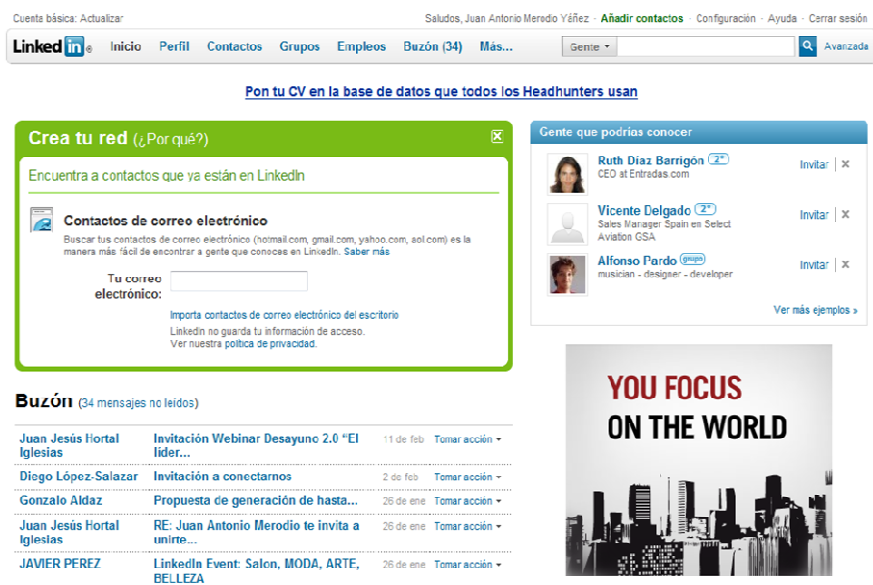 Cuenta básica: Actualizar
Saludos, Juan Antonio Merodio Yáñez · Añadir contactos · Configuración · Ayuda · Cerrar sesión
Linked in® Inicio Perfil Contactos Grupos Empleos Buzón (34) Más... Gente Avanzada
Pon tu CV en la base de datos que todos los Headhunters usan
Crea tu red (¿Por qué?)
Encuentra a contactos que ya están en LinkedIn
Contactos de correo electrónico
Buscar tus contactos de correo electrónico (hotmail.com, gmail.com, yahoo.com, aol.com) es la
manera más fácil de encontrar a gente que conoces en LinkedIn. Saber más
Tu correo
electrónico:
Importa contactos de correo electrónico del escritorio
LinkedIn no guarda tu información de acceso.
Ver nuestra política de privacidad.
Buzón (34 mensajes no leídos)
Juan Jesús Hortal Invitación Webinar Desayuno 2.0 “El 11 de feb Tomar acción
Iglesias líder...
Diego López-Salazar Invitación a conectarnos 2 de feb Tomar acción
Gonzalo Aldaz Propuesta de generación de hasta... 26 de ene Tomar acción
Juan Jesús Hortal RE: Juan Antonio Merodio te invita a 26 de ene Tomar acción
Iglesias unirte...
JAVIER PEREZ LinkedIn Event: Salon, MODA, ARTE, 26 de ene Tomar acción
BELLEZA
Gente que podrías conocer
Ruth Díaz Barrigón 2° Invitar
CEO at Entradas.com
Vicente Delgado 2° Invitar
Sales Manager Spain en Select
Aviation GSA
Alfonso Pardo grupo Invitar
musician - designer - developer
Ver más ejemplos »
YOU FOCUS
ON THE WORLD